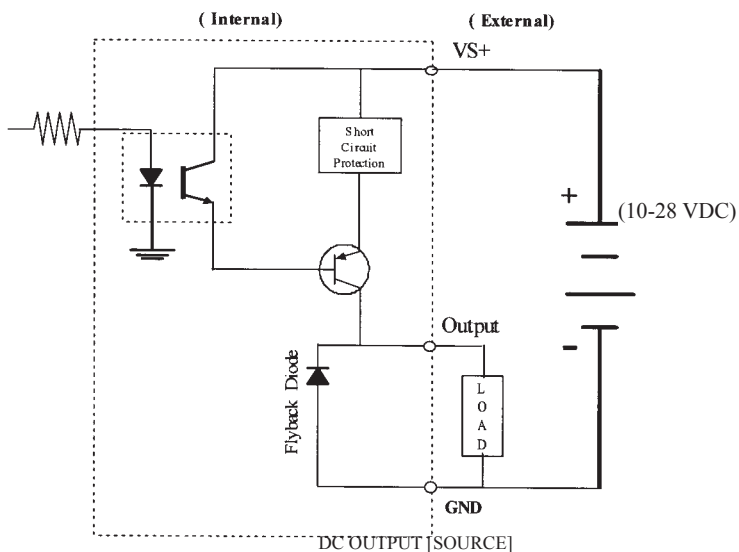 ( Internal)
( External)
VS+
Short
Circuit
Protection
+
(10-28 VDC)
Output
-
Flyback Diode
L
O
A
D
GND
DC OUTPUT [SOURCE]